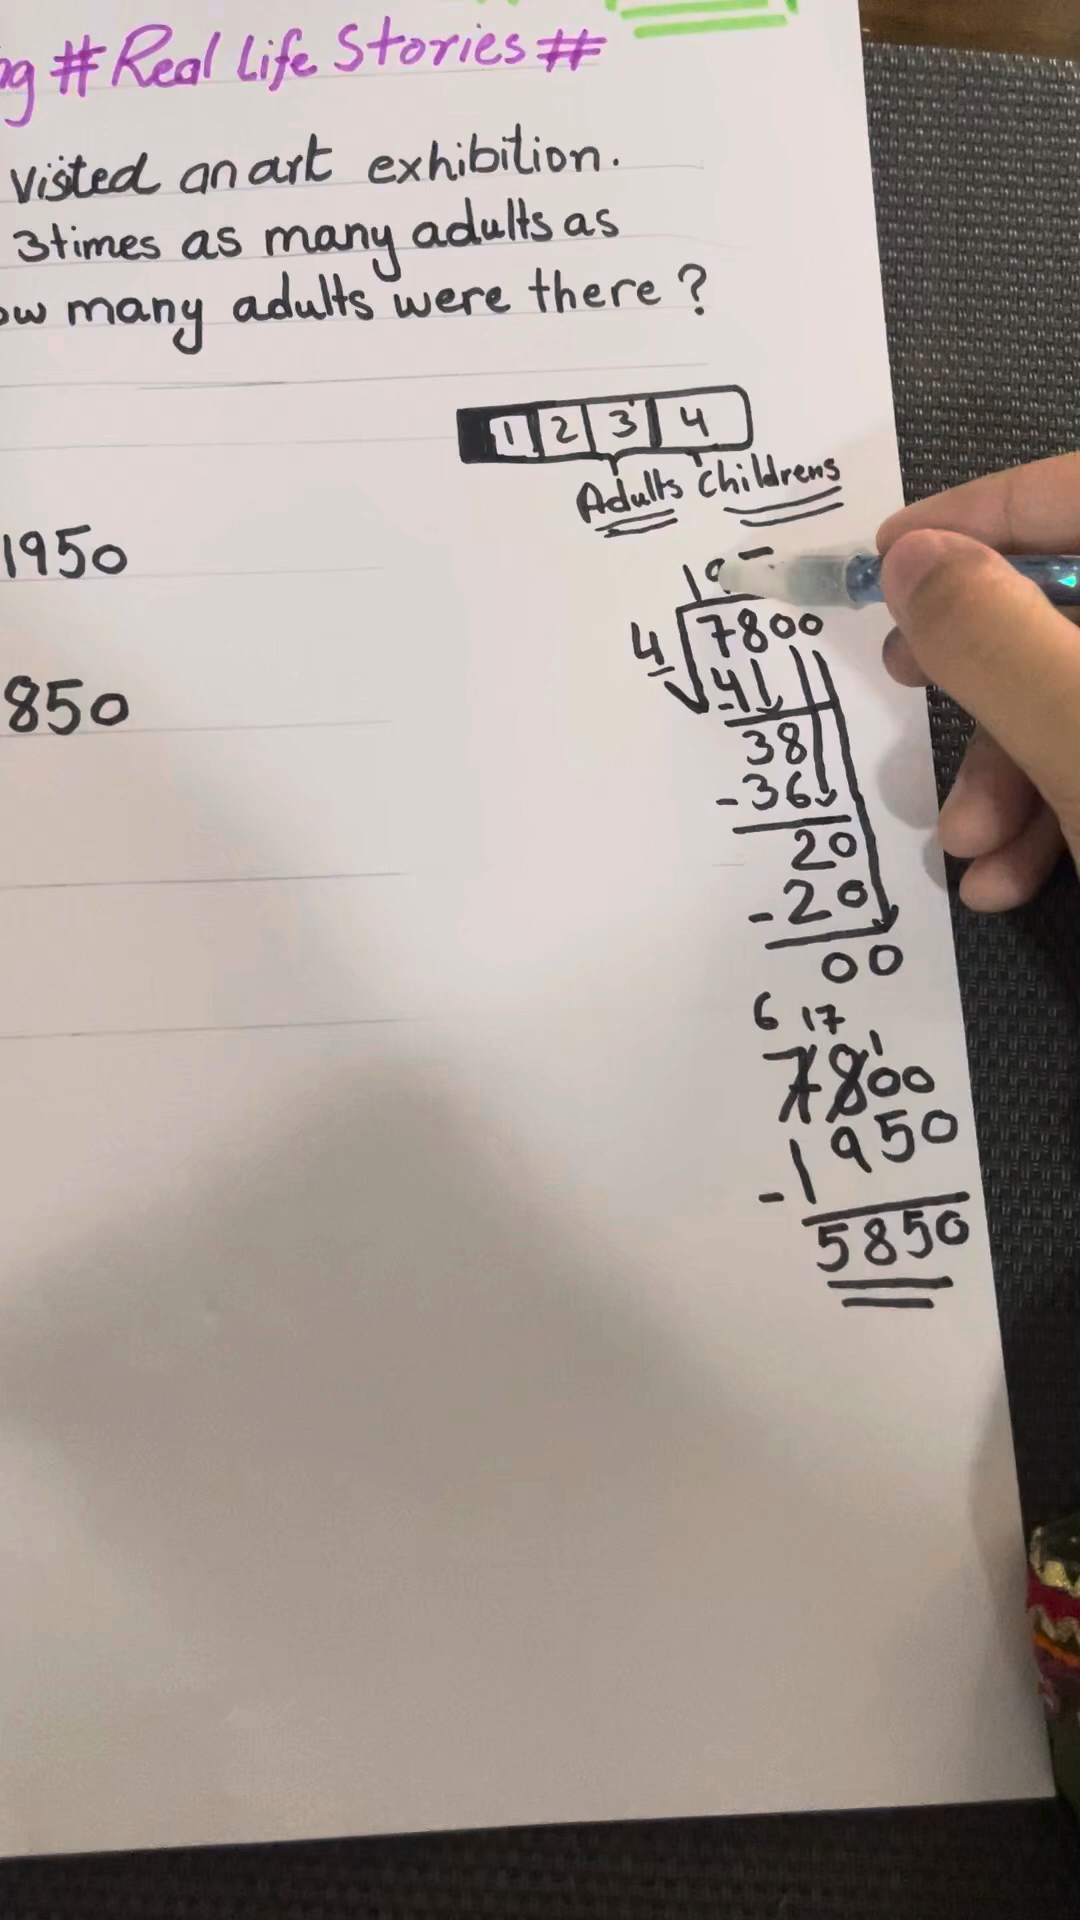 # Real Life Stories #
visited an art exhibition.
3times as many adults as
many adults were there ?
1 2 3 4
Adults Childrens
1950
4 7800
- 4
38
850
- 36
20
- 20
00
6 17
1
7800
- 1950
5850